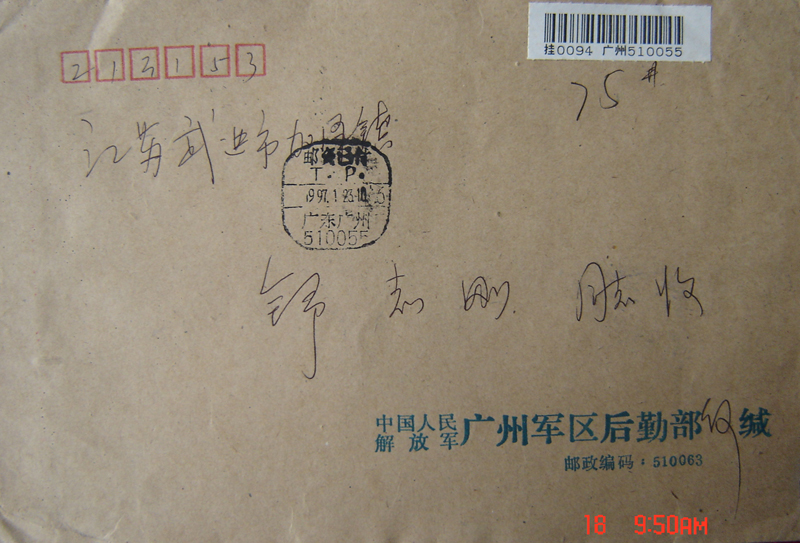 挂0094 广州510055
213153
75#
江苏武进市加泽镇
邮资已付
T.P.
1997.1.23.10
广东广州
510055
舒志刚 同志收
中国人民
解放军
广州军区后勤部 缄
邮政编码:510063
18 9:50AM